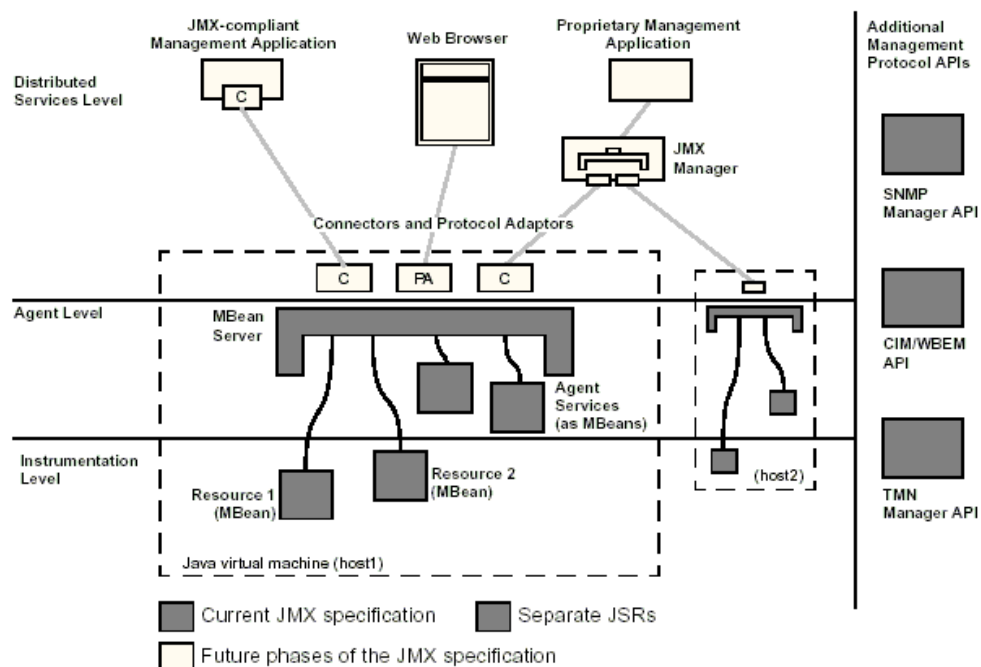 JMX-compliant
Management Application
Web Browser
Proprietary Management
Application
Additional
Management
Protocol APIs
Distributed
Services Level
C
JMX
Manager
SNMP
Manager API
Connectors and Protocol Adaptors
C
PA
C
Agent Level
MBean
Server
CIM/WBEM
API
Agent
Services
(as MBeans)
Instrumentation
Level
Resource 1
(MBean)
Resource 2
(MBean)
(host2)
TMN
Manager API
Java virtual machine (host1)
Current JMX specification
Separate JSRs
Future phases of the JMX specification